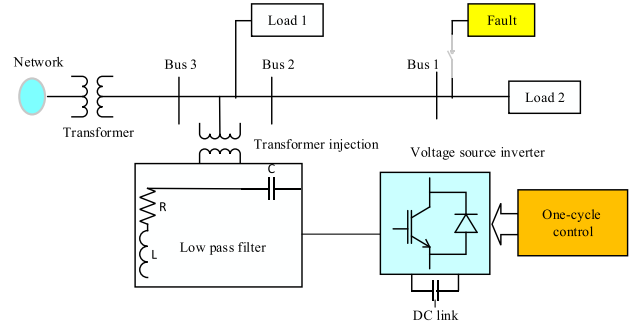 Load 1
Fault
Network
Bus 3
Bus 2
Bus 1
Load 2
Transformer
Transformer injection
Voltage source inverter
C
R
L
Low pass filter
One-cycle
control
DC link